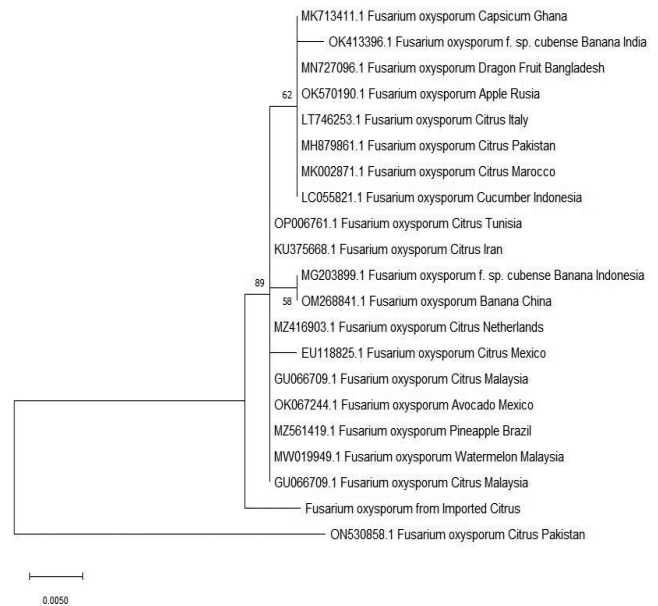 MK713411.1 Fusarium oxysporum Capsicum Ghana
OK413396.1 Fusarium oxysporum f. sp. cubense Banana India
MN727096.1 Fusarium oxysporum Dragon Fruit Bangladesh
62
OK570190.1 Fusarium oxysporum Apple Rusia
LT746253.1 Fusarium oxysporum Citrus Italy
MH879861.1 Fusarium oxysporum Citrus Pakistan
MK002871.1 Fusarium oxysporum Citrus Marocco
LC055821.1 Fusarium oxysporum Cucumber Indonesia
OP006761.1 Fusarium oxysporum Citrus Tunisia
KU375668.1 Fusarium oxysporum Citrus Iran
MG203899.1 Fusarium oxysporum f. sp. cubense Banana Indonesia
89
58
OM268841.1 Fusarium oxysporum Banana China
MZ416903.1 Fusarium oxysporum Citrus Netherlands
EU118825.1 Fusarium oxysporum Citrus Mexico
GU066709.1 Fusarium oxysporum Citrus Malaysia
OK067244.1 Fusarium oxysporum Avocado Mexico
MZ561419.1 Fusarium oxysporum Pineapple Brazil
MW019949.1 Fusarium oxysporum Watermelon Malaysia
GU066709.1 Fusarium oxysporum Citrus Malaysia
Fusarium oxysporum from Imported Citrus
ON530858.1 Fusarium oxysporum Citrus Pakistan
0.0050